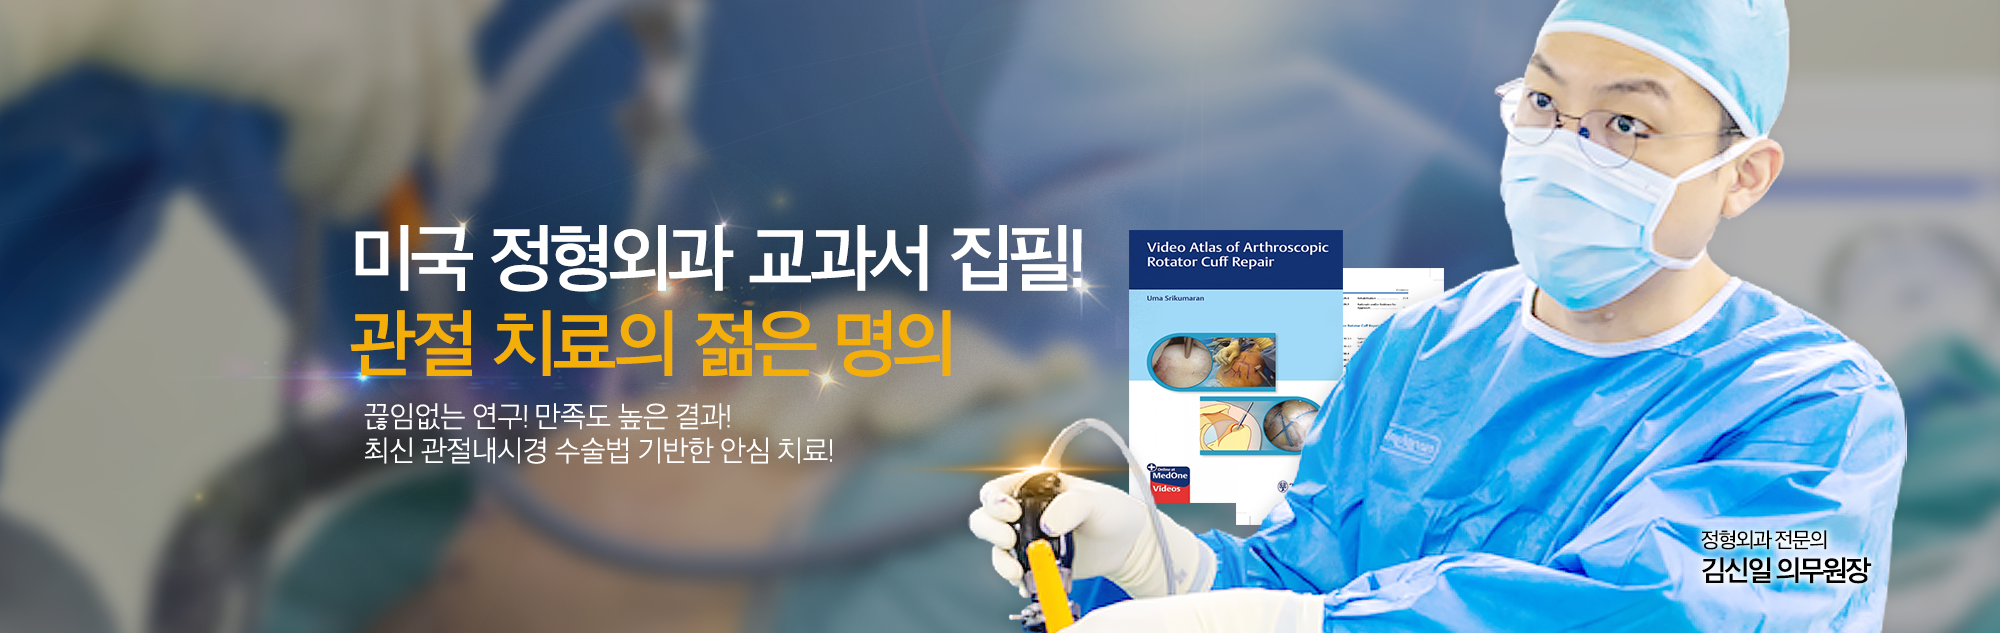 미국 정형외과 교과서 집필!
관절 치료의 젊은 명의
끊임없는 연구! 만족도 높은 결과!
최신 관절내시경 수술법 기반한 안심 치료!
Video Atlas of Arthroscopic
Rotator Cuff Repair
Uma Srikumaran
Online at
MedOne
Videos
정형외과 전문의
김신일 의무원장